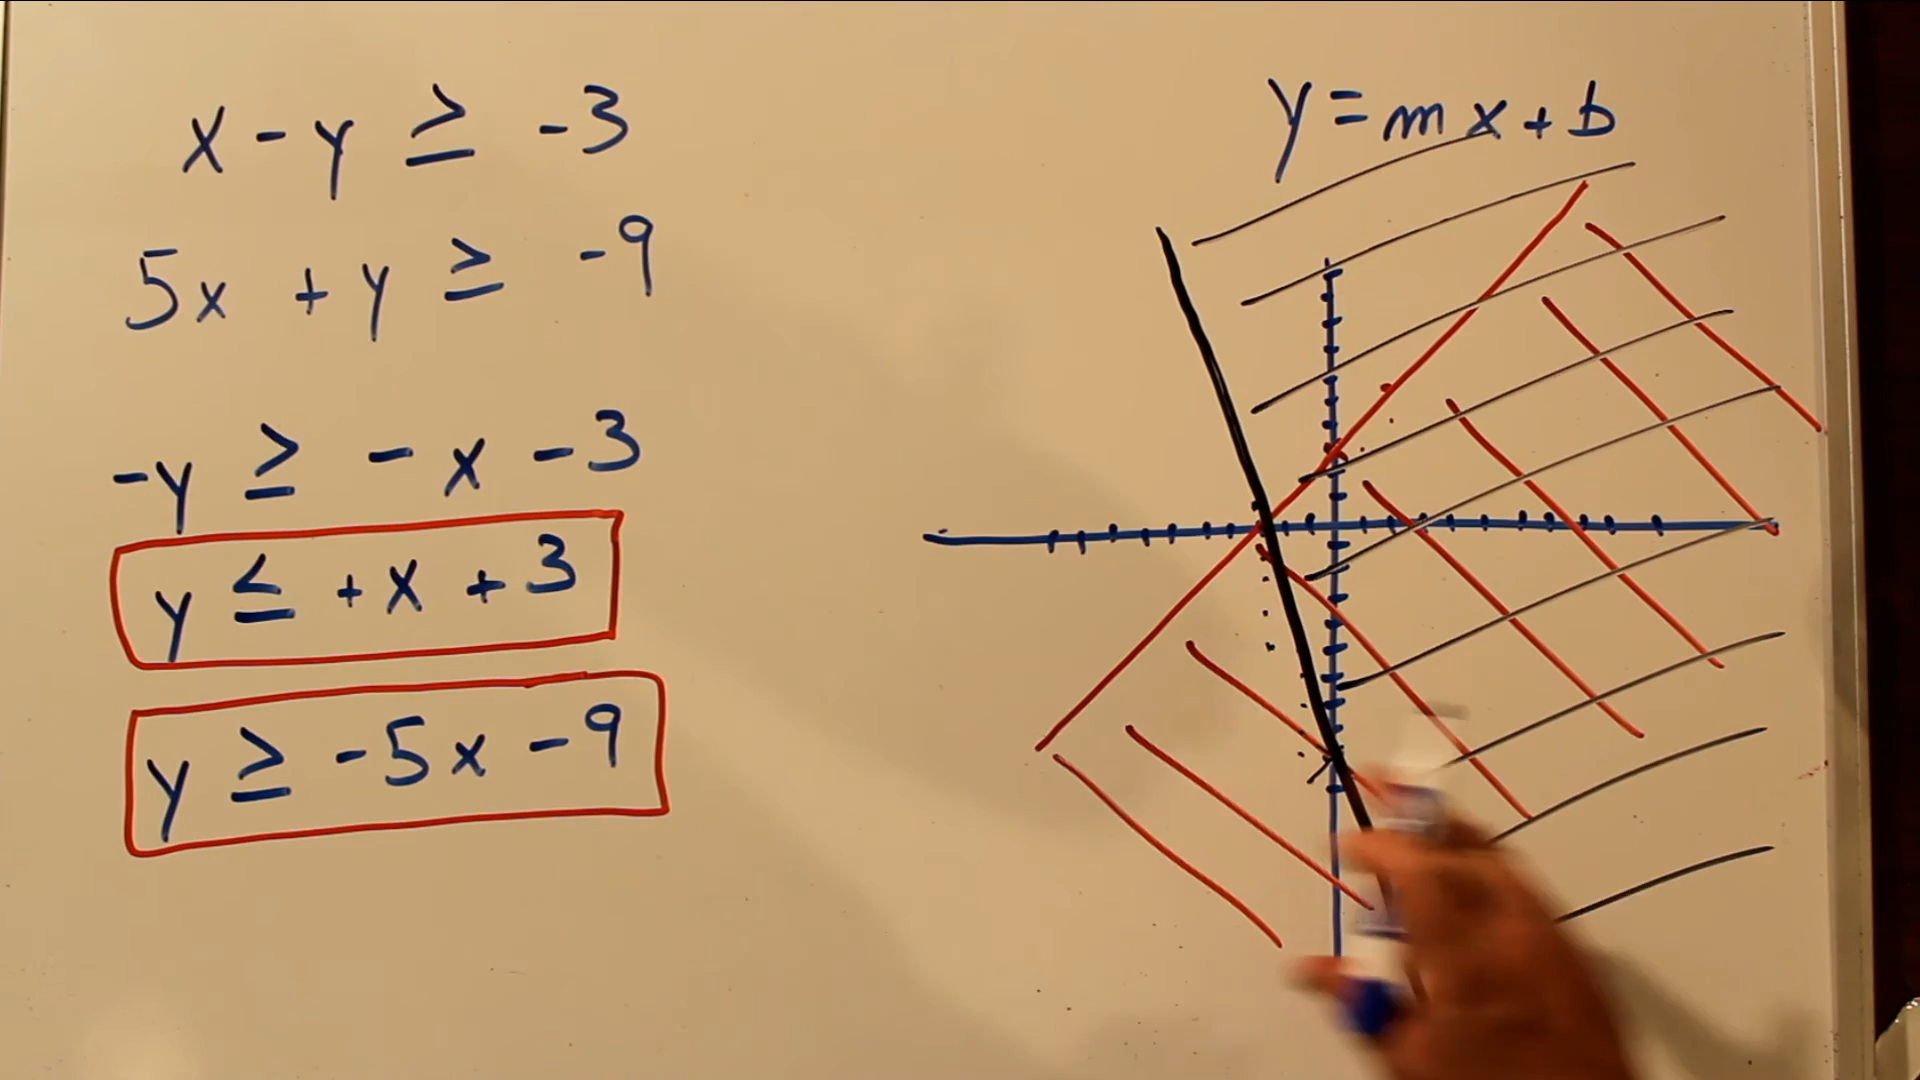 x - y ≥ -3
5x + y ≥ -9
-y ≥ - x - 3
y ≤ + x + 3
y ≥ -5x - 9
y = mx + b